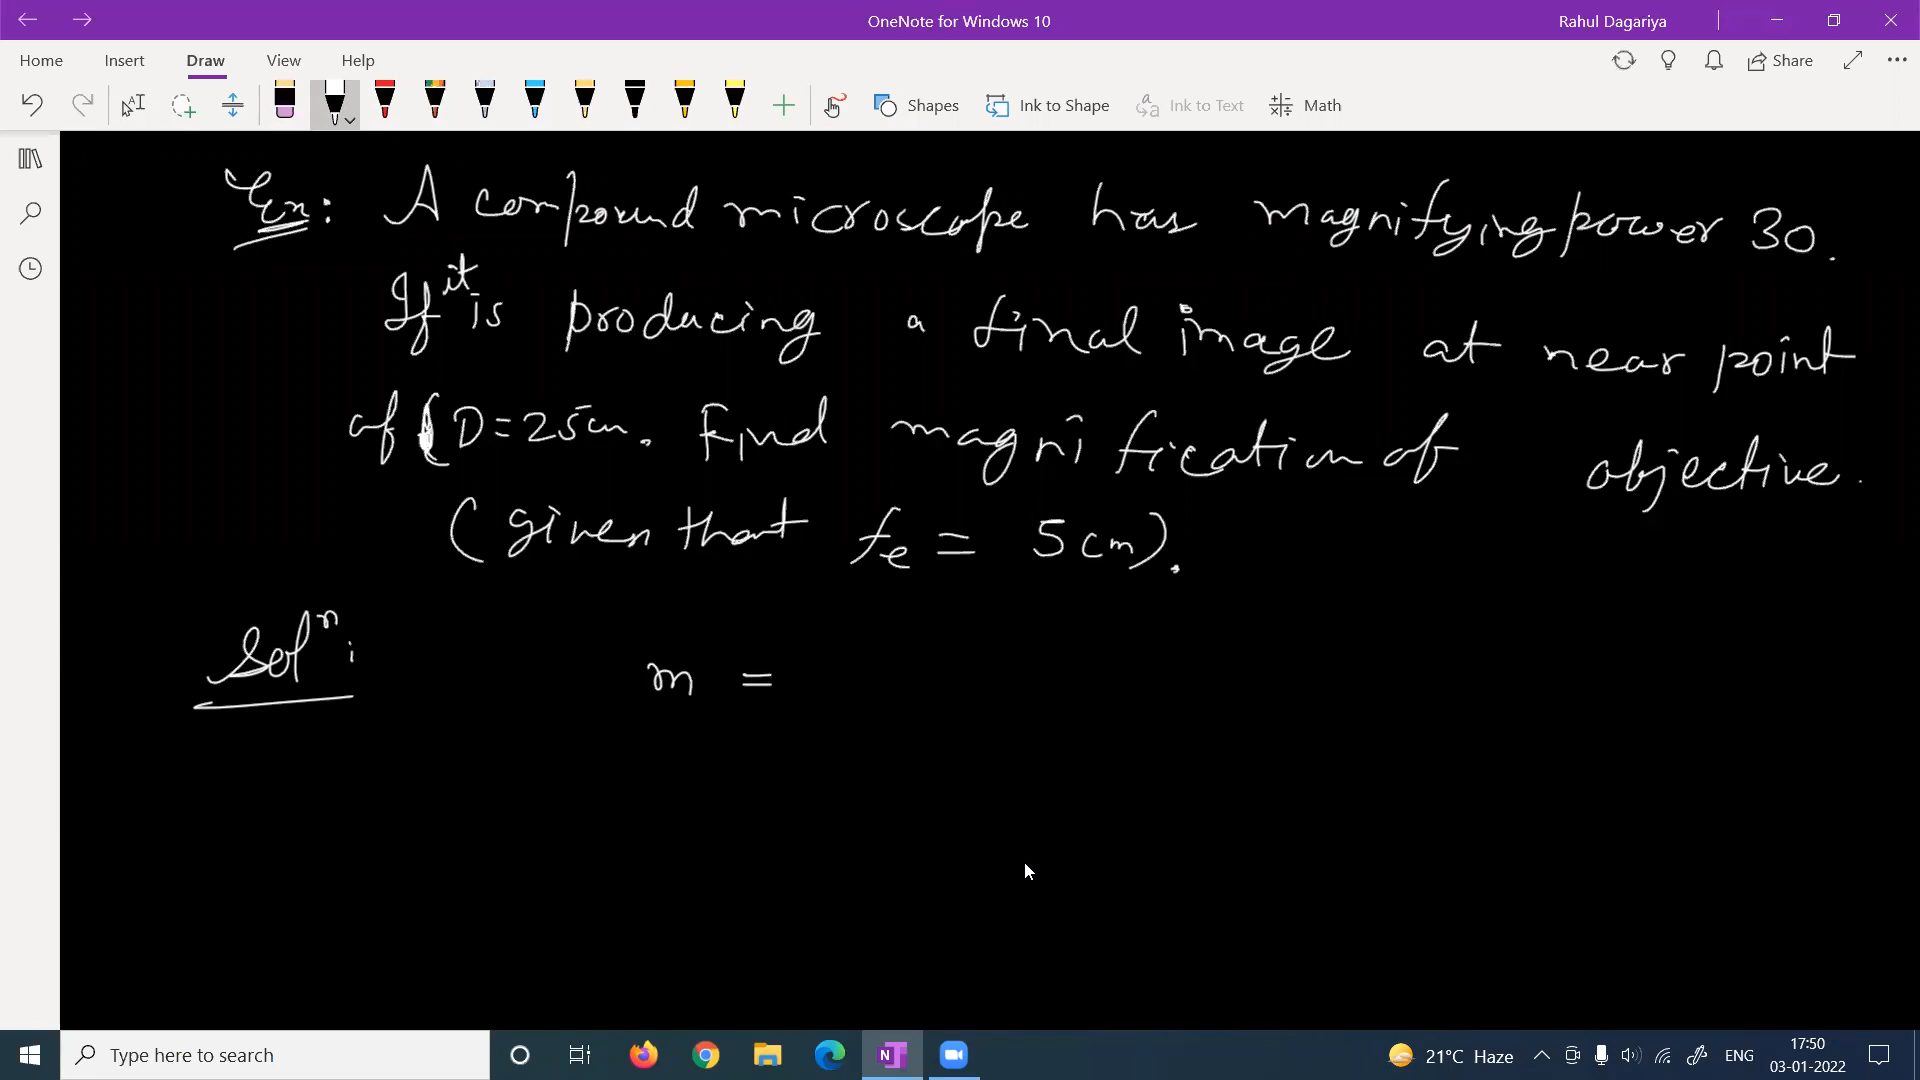 OneNote for Windows 10
Rahul Dagariya
Home Insert Draw View Help
Share
Shapes Ink to Shape Ink to Text Math
Ex: A compound microscope has magnifying power 30.
If it is producing a final image at near point
of (D=25cm. Find magnification of objective.
(given that fe = 5cm).
Solⁿ:
m =
Type here to search
21°C Haze
ENG
17:50
03-01-2022